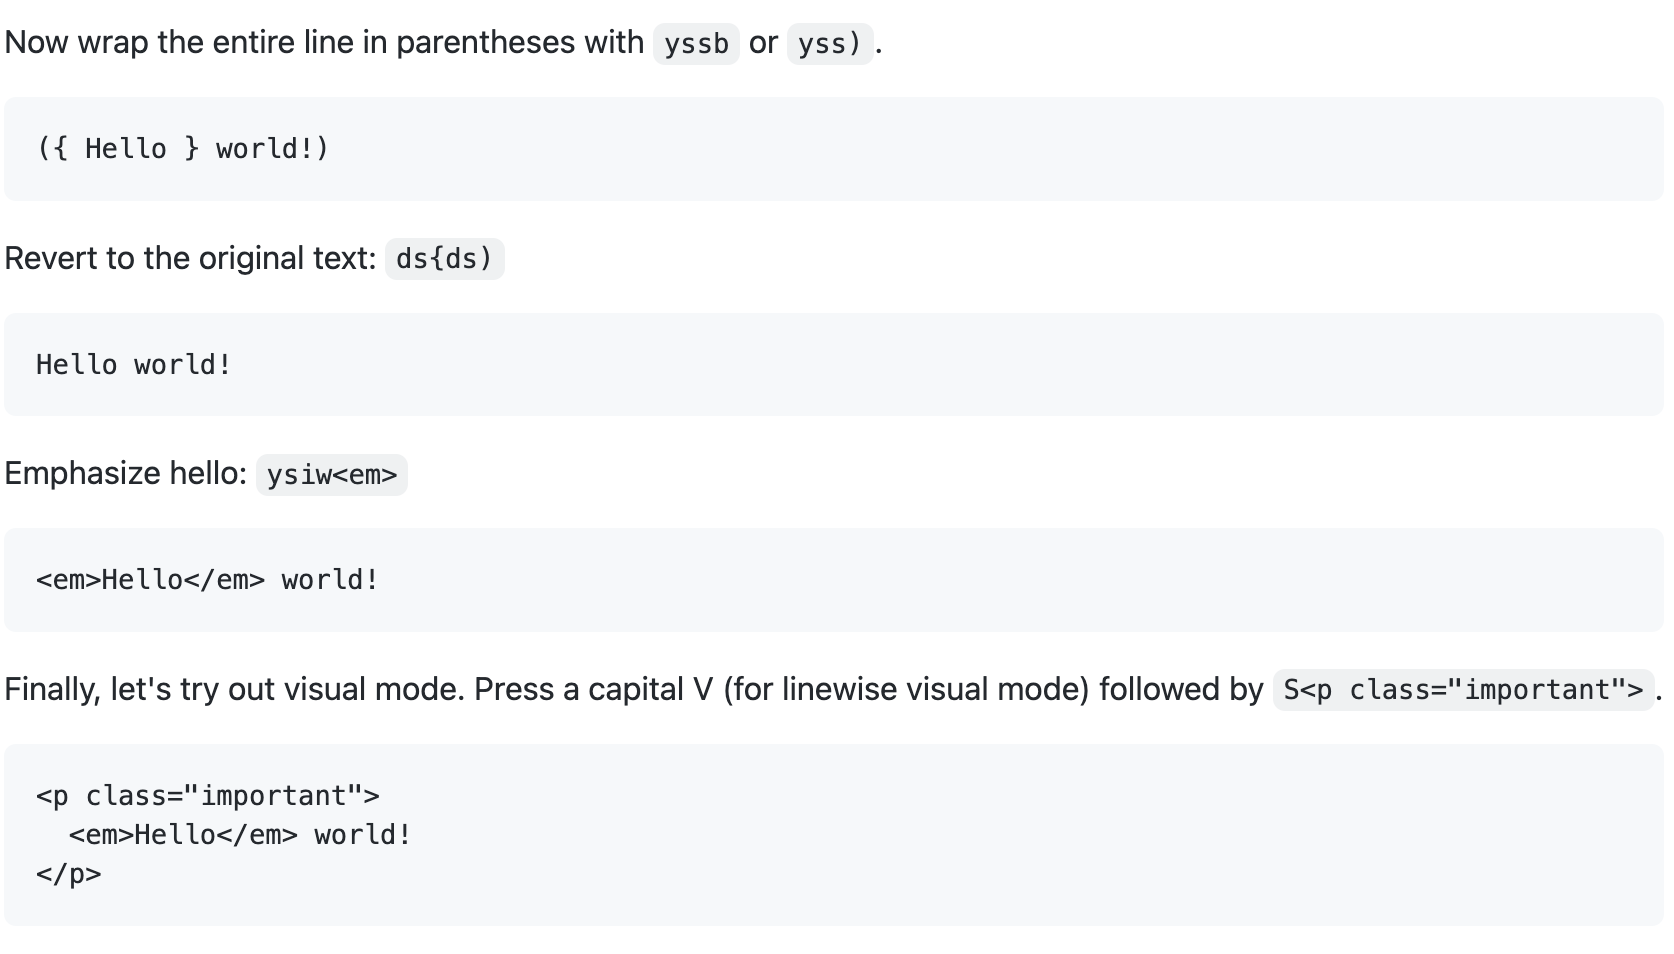 Now wrap the entire line in parentheses with yssb or yss) .
({ Hello } world!)
Revert to the original text: ds{ds)
Hello world!
Emphasize hello: ysiw<em>
<em>Hello</em> world!
Finally, let's try out visual mode. Press a capital V (for linewise visual mode) followed by S<p class="important"> .
<p class="important">
  <em>Hello</em> world!
</p>